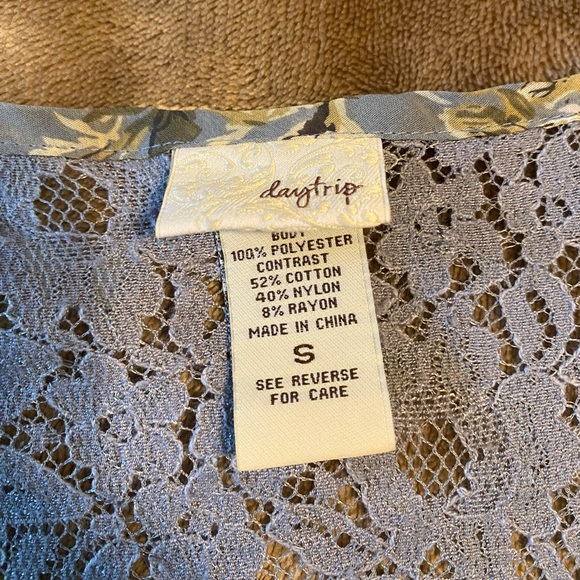 daytrip
BODY
100% POLYESTER
CONTRAST
52% COTTON
40% NYLON
8% RAYON
MADE IN CHINA
S
SEE REVERSE
FOR CARE